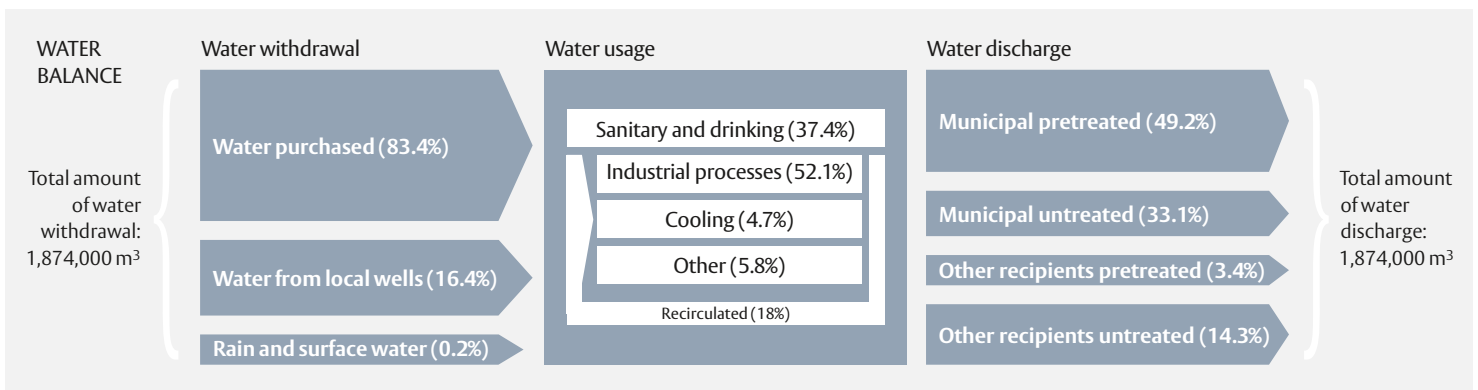 WATER
BALANCE
Total amount
of water
withdrawal:
1,874,000 m³
Water withdrawal
Water purchased (83.4%)
Water from local wells (16.4%)
Rain and surface water (0.2%)
Water usage
Sanitary and drinking (37.4%)
Industrial processes (52.1%)
Cooling (4.7%)
Other (5.8%)
Recirculated (18%)
Water discharge
Municipal pretreated (49.2%)
Municipal untreated (33.1%)
Other recipients pretreated (3.4%)
Other recipients untreated (14.3%)
Total amount
of water
discharge:
1,874,000 m³